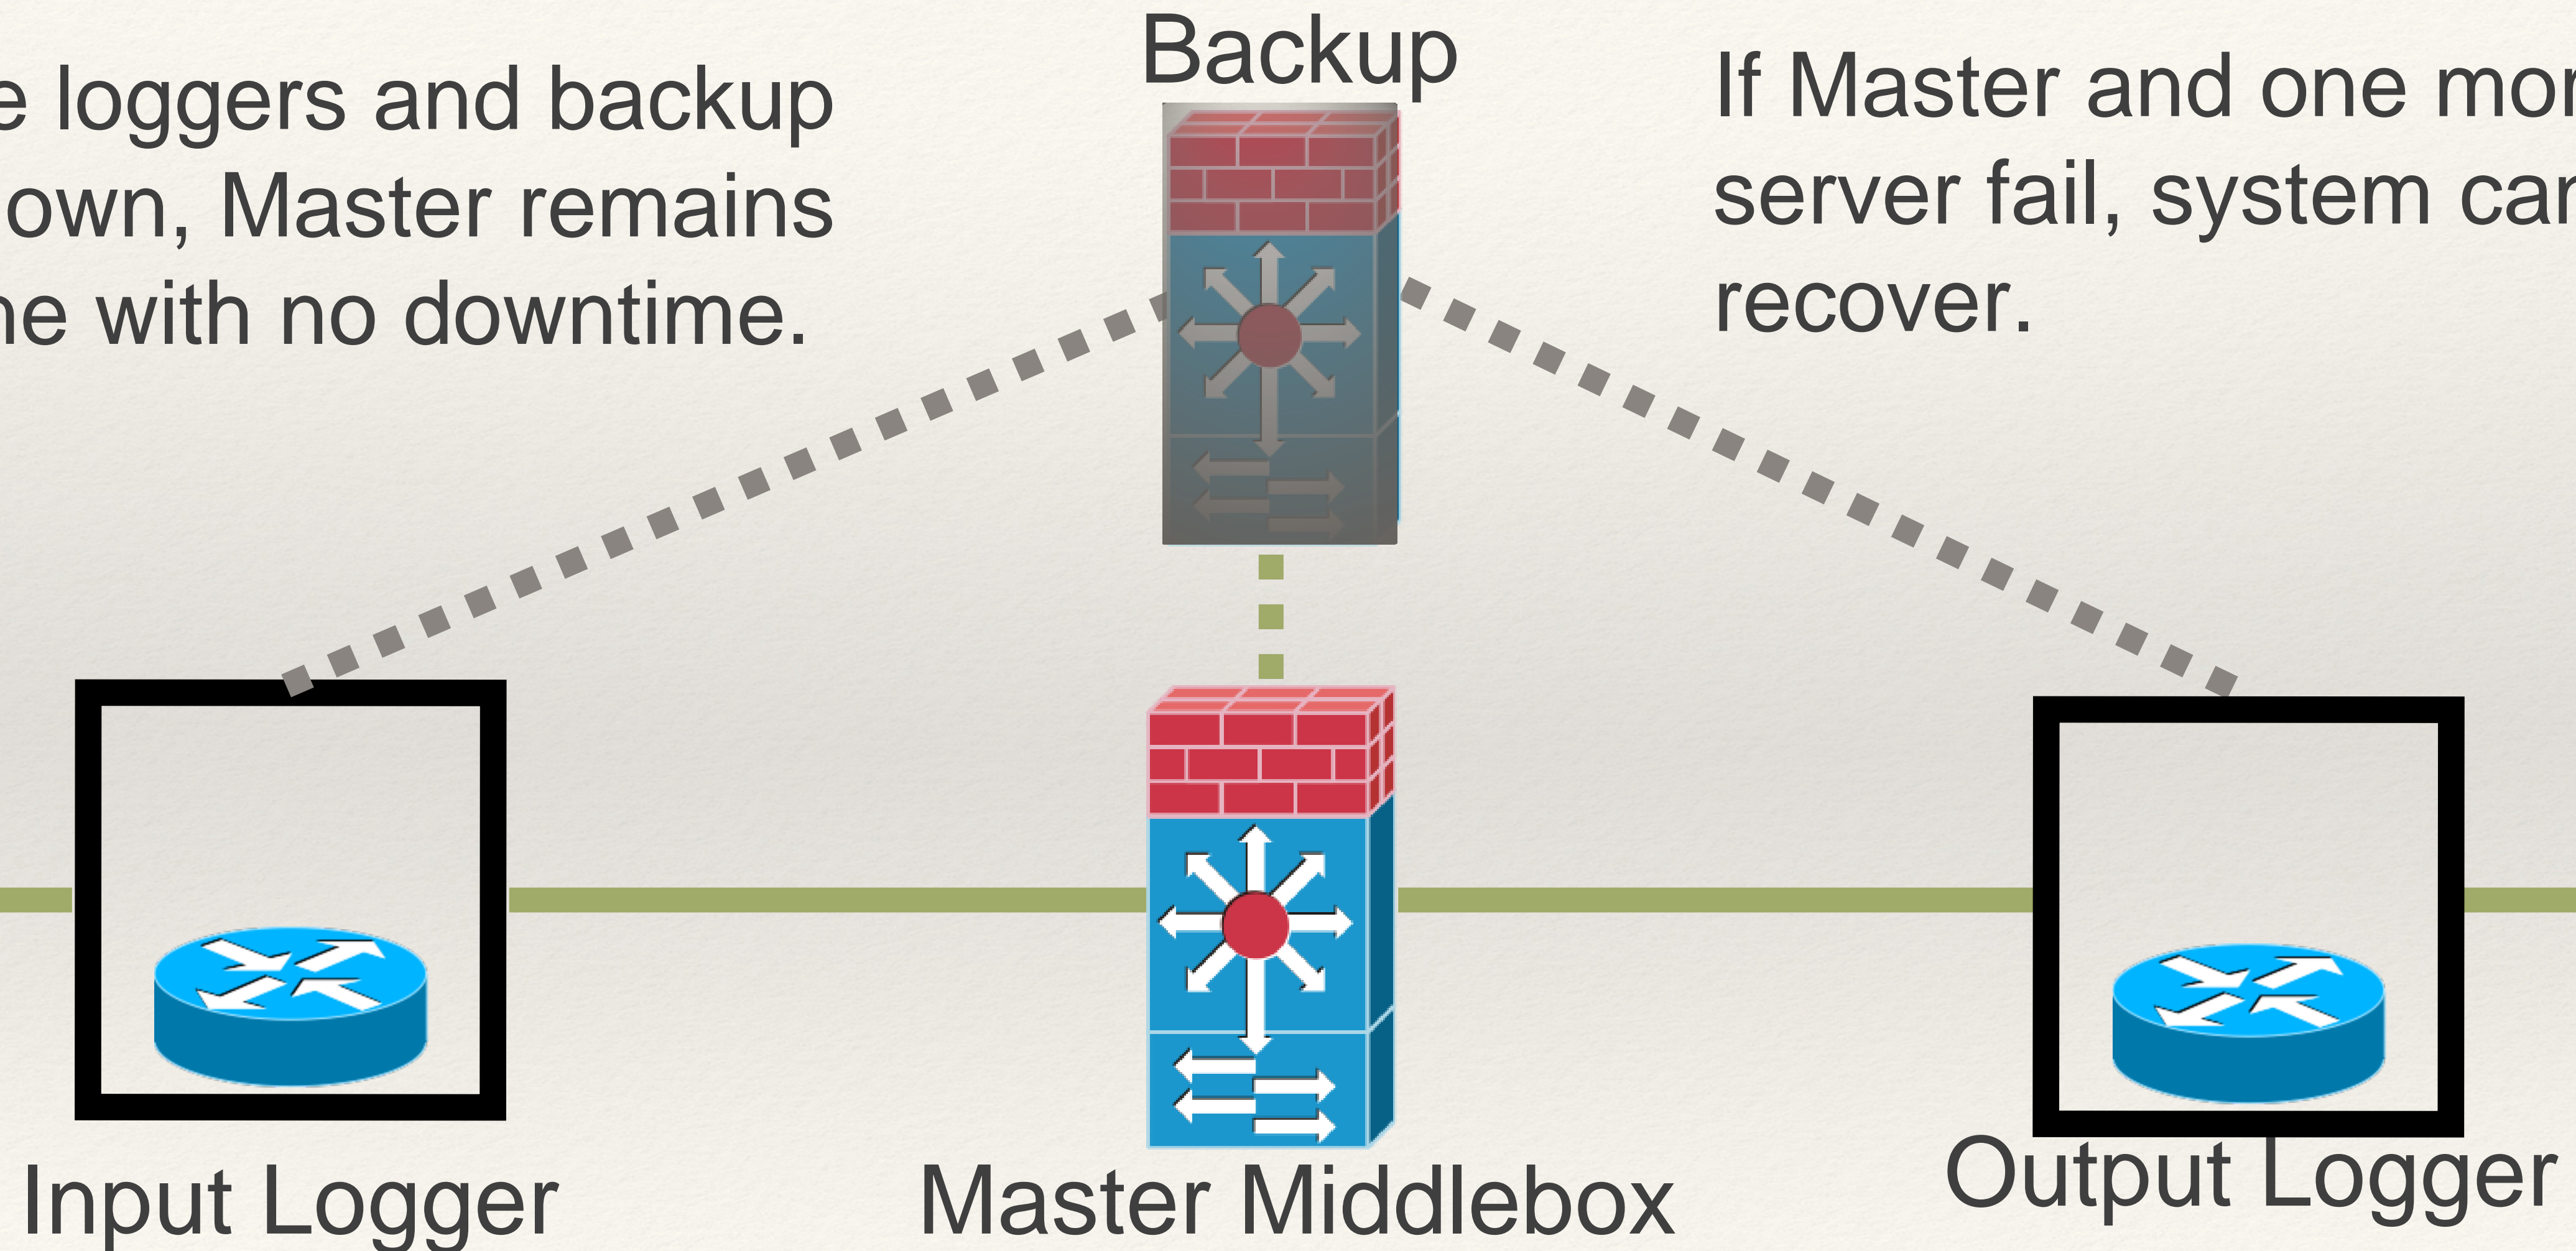 Backup
e loggers and backup
own, Master remains
ne with no downtime.
If Master and one mor
server fail, system can
recover.
Input Logger
Master Middlebox
Output Logger